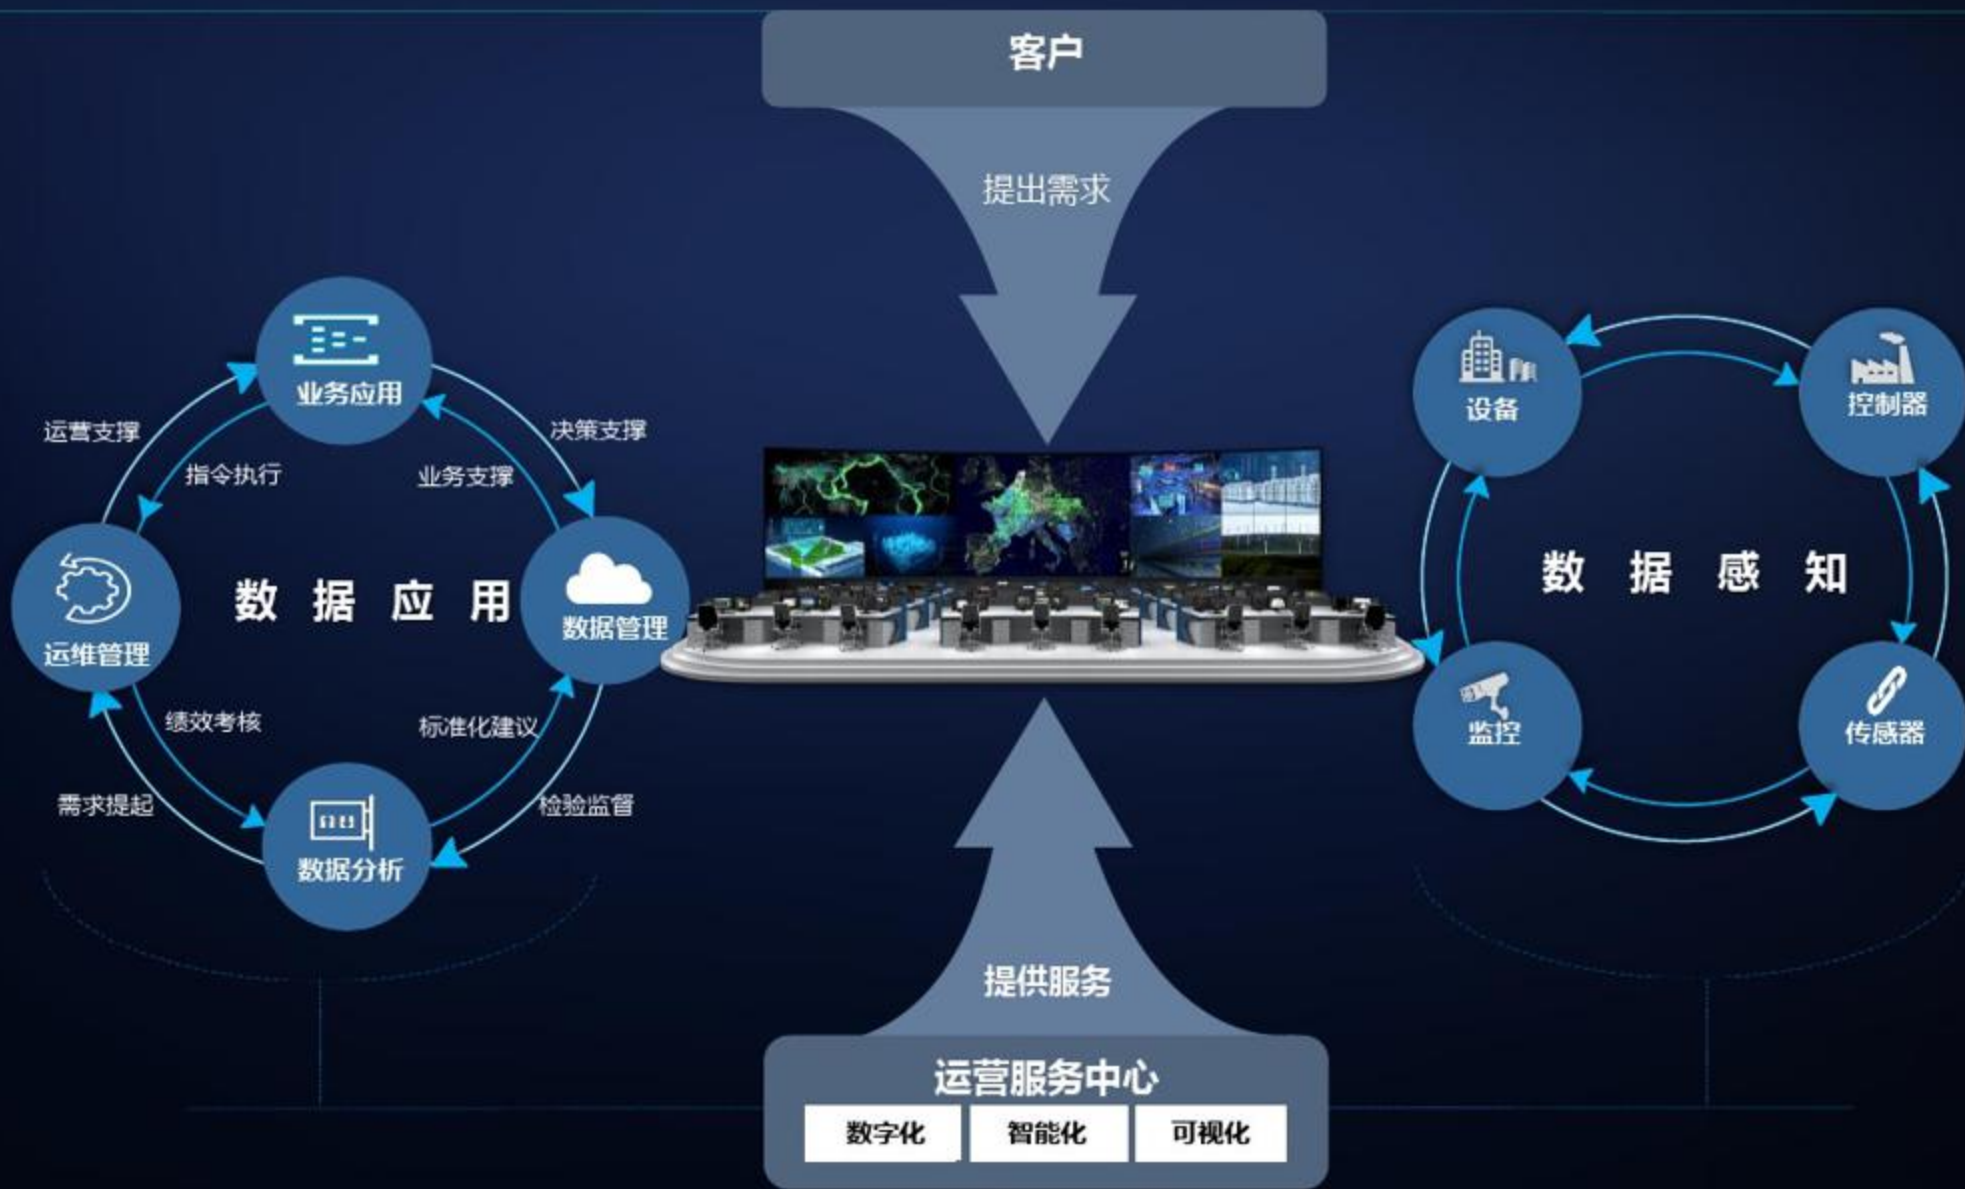 客户
提出需求
业务应用
运营支撑
决策支撑
指令执行
业务支撑
数据应用
运维管理
数据管理
绩效考核
标准化建议
需求提起
检验监督
数据分析
设备
控制器
数据感知
监控
传感器
提供服务
运营服务中心
数字化
智能化
可视化